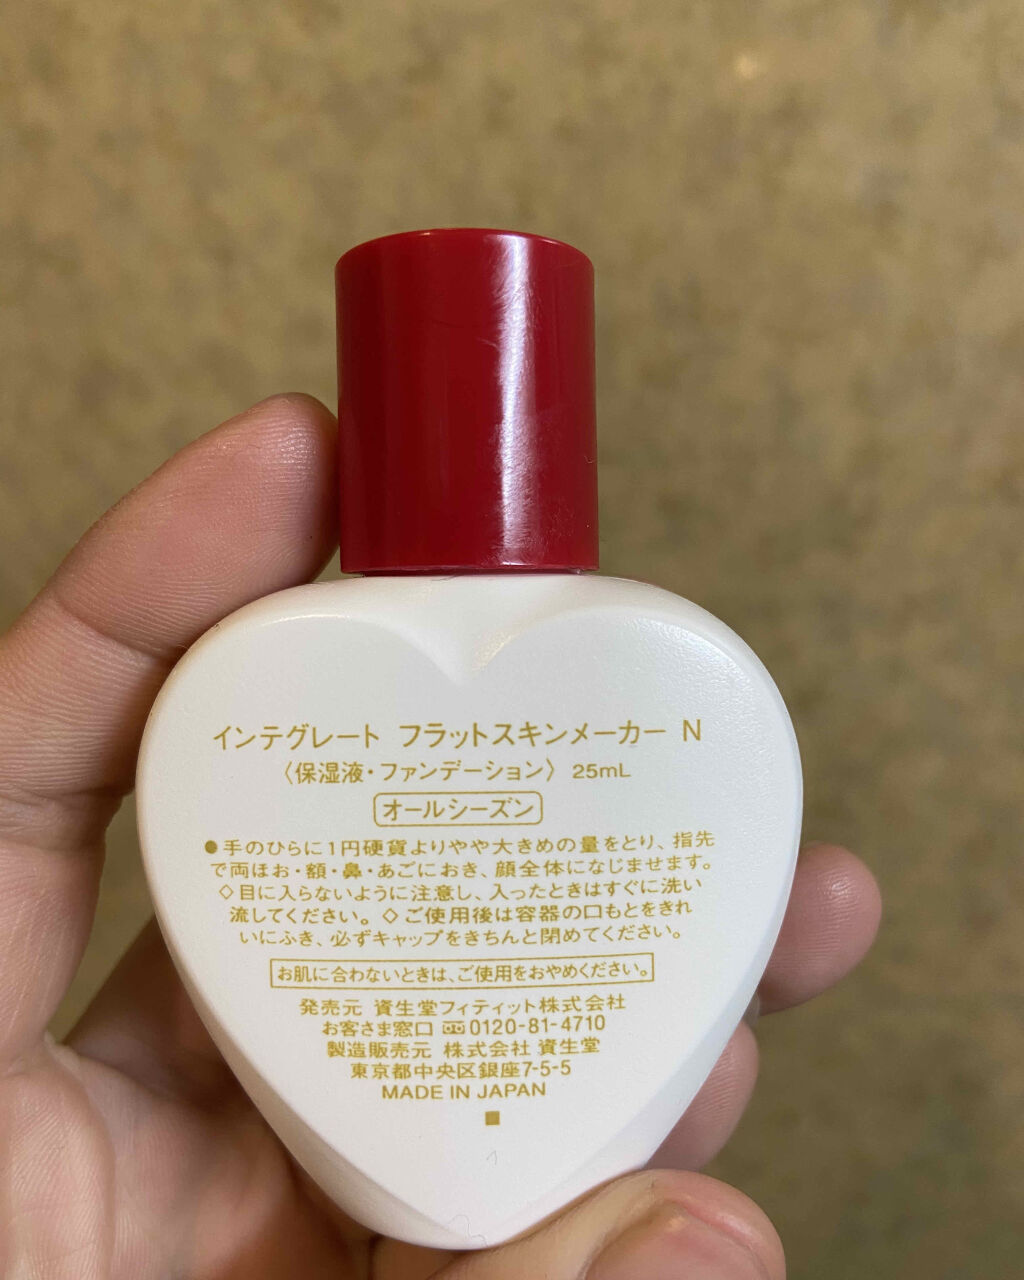 インテグレート フラットスキンメーカー N
〈保湿液・ファンデーション〉 25mL
オールシーズン
●手のひらに1円硬貨よりやや大きめの量をとり、指先
で両ほお・額・鼻・あごにおき、顔全体になじませます。
◇目に入らないように注意し、入ったときはすぐに洗い
流してください。◇ご使用後は容器の口もとをきれ
いにふき、必ずキャップをきちんと閉めてください。
お肌に合わないときは、ご使用をおやめください。
発売元 資生堂フィティット株式会社
お客さま窓口 0120-81-4710
製造販売元 株式会社 資生堂
東京都中央区銀座7-5-5
MADE IN JAPAN